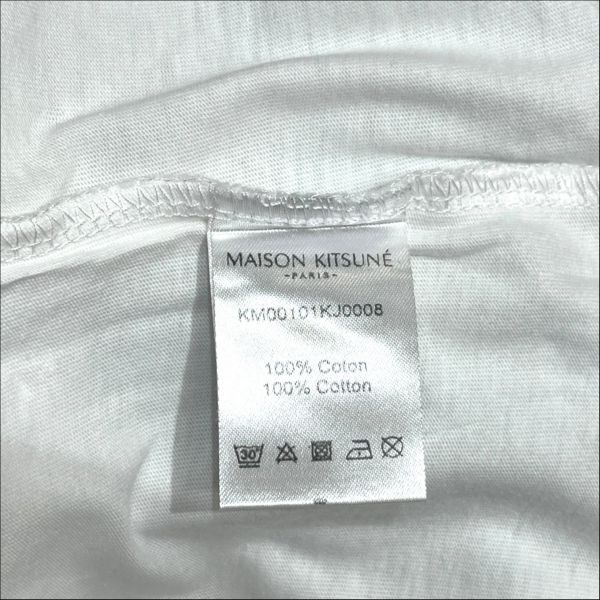 MAISON KITSUNÉ
-PARIS-
KM00101KJ0008
100% Coton
100% Cotton
30°